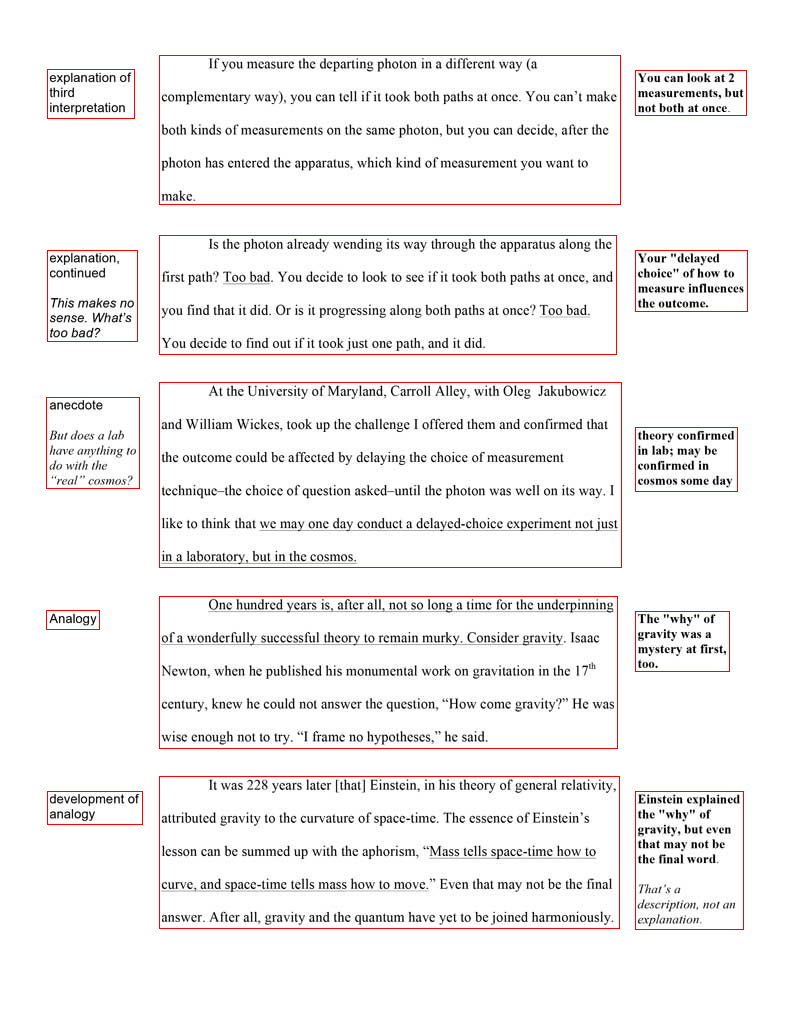 explanation of
third
interpretation
If you measure the departing photon in a different way (a
complementary way), you can tell if it took both paths at once. You can’t make
both kinds of measurements on the same photon, but you can decide, after the
photon has entered the apparatus, which kind of measurement you want to
make.
You can look at 2
measurements, but
not both at once.
explanation,
continued
This makes no
sense. What’s
too bad?
Is the photon already wending its way through the apparatus along the
first path? Too bad. You decide to look to see if it took both paths at once, and
you find that it did. Or is it progressing along both paths at once? Too bad.
You decide to find out if it took just one path, and it did.
Your "delayed
choice" of how to
measure influences
the outcome.
anecdote
But does a lab
have anything to
do with the
“real” cosmos?
At the University of Maryland, Carroll Alley, with Oleg Jakubowicz
and William Wickes, took up the challenge I offered them and confirmed that
the outcome could be affected by delaying the choice of measurement
technique–the choice of question asked–until the photon was well on its way. I
like to think that we may one day conduct a delayed-choice experiment not just
in a laboratory, but in the cosmos.
theory confirmed
in lab; may be
confirmed in
cosmos some day
Analogy
One hundred years is, after all, not so long a time for the underpinning
of a wonderfully successful theory to remain murky. Consider gravity. Isaac
Newton, when he published his monumental work on gravitation in the 17th
century, knew he could not answer the question, “How come gravity?” He was
wise enough not to try. “I frame no hypotheses,” he said.
The "why" of
gravity was a
mystery at first,
too.
development of
analogy
It was 228 years later [that] Einstein, in his theory of general relativity,
attributed gravity to the curvature of space-time. The essence of Einstein’s
lesson can be summed up with the aphorism, “Mass tells space-time how to
curve, and space-time tells mass how to move.” Even that may not be the final
answer. After all, gravity and the quantum have yet to be joined harmoniously.
Einstein explained
the "why" of
gravity, but even
that may not be
the final word.
That’s a
description, not an
explanation.